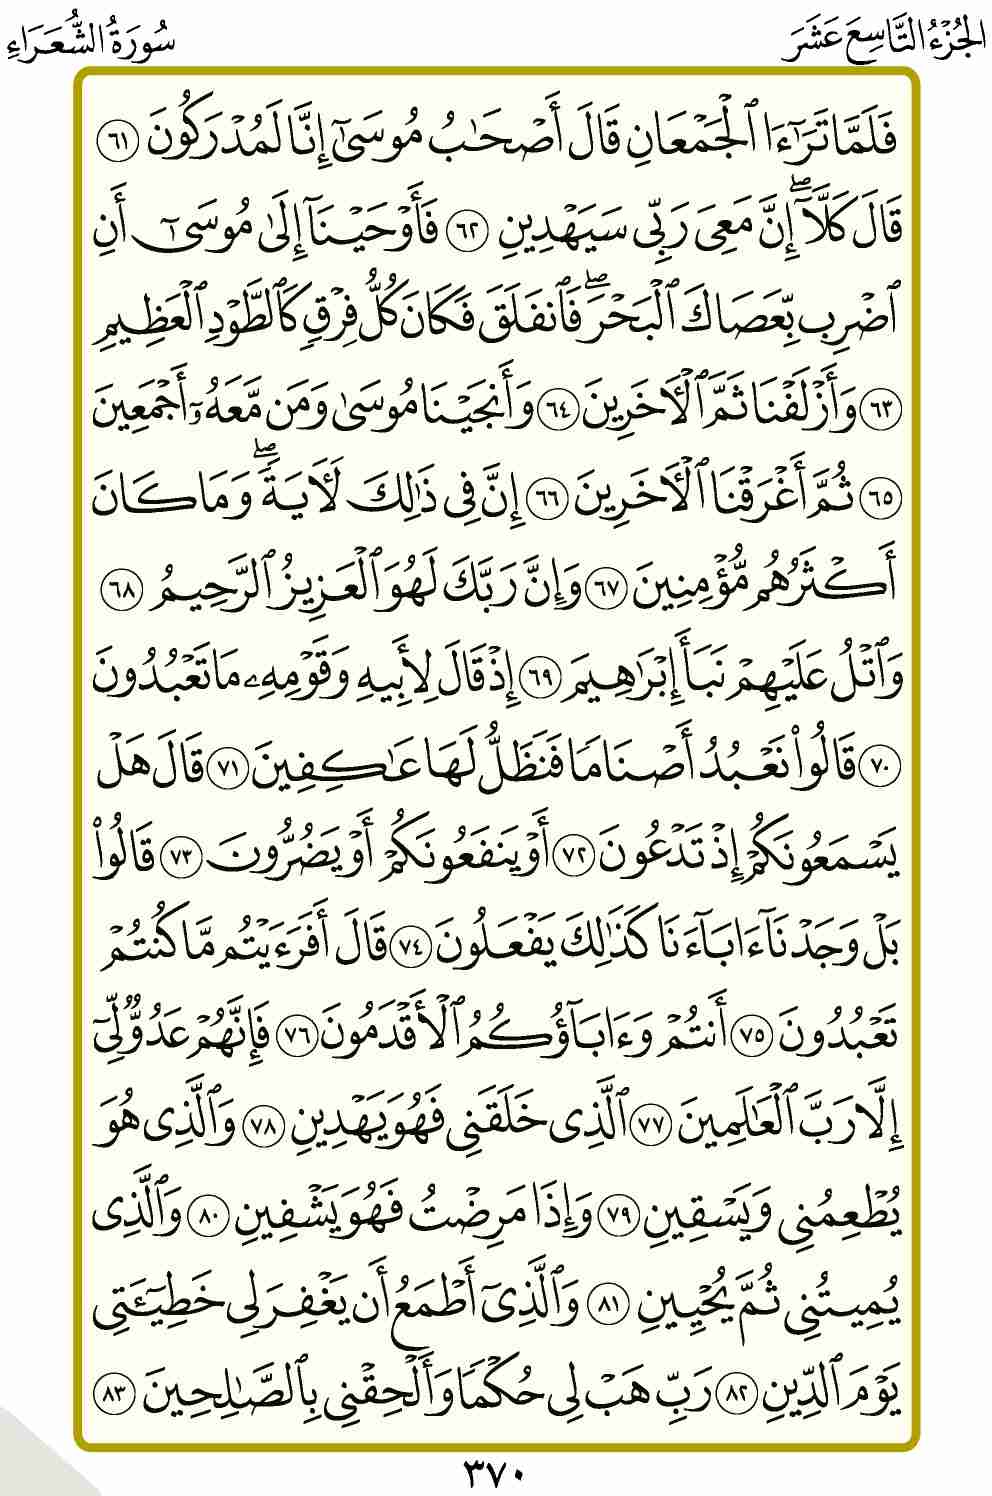 الجُزْءُ التَّاسِعَ عَشَرَ
سُورَةُ الشُّعَرَاءِ
فَلَمَّا تَرَٰٓءَا ٱلْجَمْعَانِ قَالَ أَصْحَٰبُ مُوسَىٰٓ إِنَّا لَمُدْرَكُونَ ٦١
قَالَ كَلَّآ ۖ إِنَّ مَعِىَ رَبِّى سَيَهْدِينِ ٦٢ فَأَوْحَيْنَآ إِلَىٰ مُوسَىٰٓ أَنِ
ٱضْرِب بِّعَصَاكَ ٱلْبَحْرَ ۖ فَٱنفَلَقَ فَكَانَ كُلُّ فِرْقٍ كَٱلطَّوْدِ ٱلْعَظِيمِ
٦٣ وَأَزْلَفْنَا ثَمَّ ٱلْأَخَرِينَ ٦٤ وَأَنجَيْنَا مُوسَىٰ وَمَن مَّعَهُۥٓ أَجْمَعِينَ
٦٥ ثُمَّ أَغْرَقْنَا ٱلْأَخَرِينَ ٦٦ إِنَّ فِى ذَٰلِكَ لَأَيَةً ۖ وَمَا كَانَ
أَكْثَرُهُم مُّؤْمِنِينَ ٦٧ وَإِنَّ رَبَّكَ لَهُوَ ٱلْعَزِيزُ ٱلرَّحِيمُ ٦٨
وَٱتْلُ عَلَيْهِمْ نَبَأَ إِبْرَٰهِيمَ ٦٩ إِذْ قَالَ لِأَبِيهِ وَقَوْمِهِۦ مَا تَعْبُدُونَ
٧٠ قَالُوا۟ نَعْبُدُ أَصْنَامًا فَنَظَلُّ لَهَا عَٰكِفِينَ ٧١ قَالَ هَلْ
يَسْمَعُونَكُمْ إِذْ تَدْعُونَ ٧٢ أَوْ يَنفَعُونَكُمْ أَوْ يَضُرُّونَ ٧٣ قَالُوا۟
بَلْ وَجَدْنَآ ءَابَآءَنَا كَذَٰلِكَ يَفْعَلُونَ ٧٤ قَالَ أَفَرَءَيْتُم مَّا كُنتُمْ
تَعْبُدُونَ ٧٥ أَنتُمْ وَءَابَآؤُكُمُ ٱلْأَقْدَمُونَ ٧٦ فَإِنَّهُمْ عَدُوٌّ لِّىٓ
إِلَّا رَبَّ ٱلْعَٰلَمِينَ ٧٧ ٱلَّذِى خَلَقَنِى فَهُوَ يَهْدِينِ ٧٨ وَٱلَّذِى هُوَ
يُطْعِمُنِى وَيَسْقِينِ ٧٩ وَإِذَا مَرِضْتُ فَهُوَ يَشْفِينِ ٨٠ وَٱلَّذِى
يُمِيتُنِى ثُمَّ يُحْيِينِ ٨١ وَٱلَّذِىٓ أَطْمَعُ أَن يَغْفِرَ لِى خَطِيٓـَٔتِى
يَوْمَ ٱلدِّينِ ٨٢ رَبِّ هَبْ لِى حُكْمًا وَأَلْحِقْنِى بِٱلصَّٰلِحِينَ ٨٣
٣٧٠